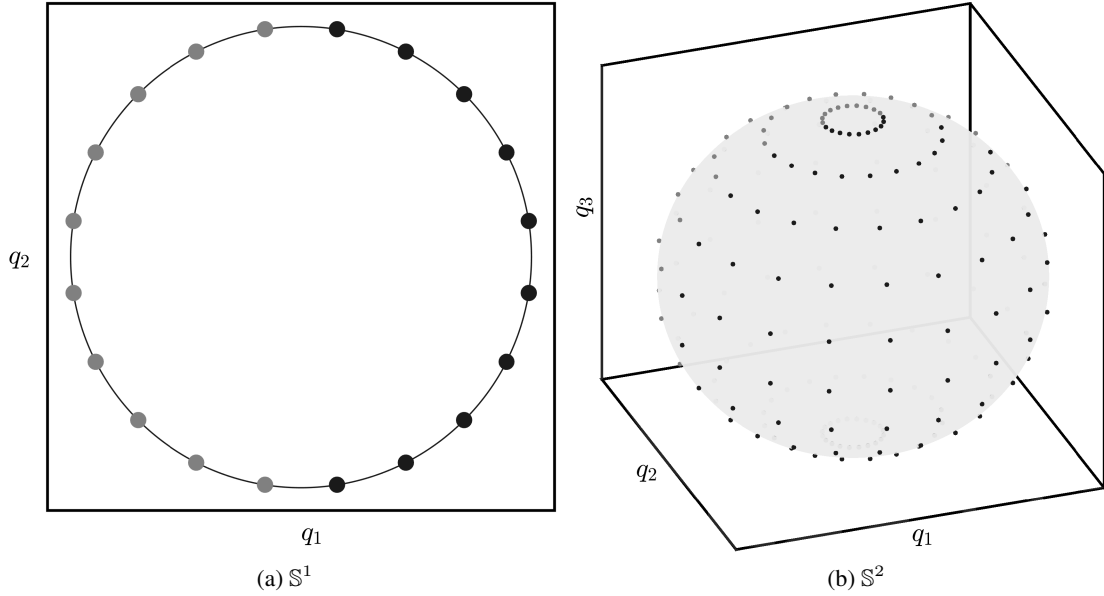 q₃
q₂
q₂
q₁
q₁
(a) 𝕊¹
(b) 𝕊²